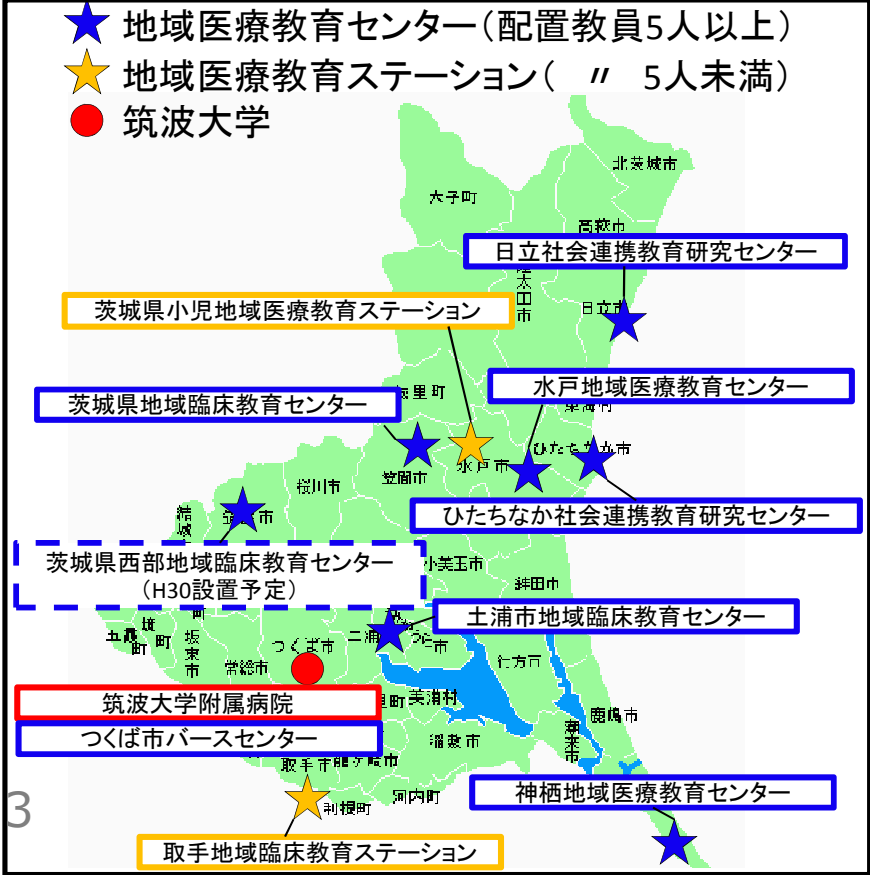 地域医療教育センター(配置教員5人以上)
地域医療教育ステーション( 〃 5人未満)
筑波大学
北茨城市
大子町
高萩市
日立社会連携教育研究センター
太田市
日立市
茨城県小児地域医療教育ステーション
水戸地域医療教育センター
茨城県地域臨床教育センター
ひたちなか市
水戸市
笠間市
桜川市
ひたちなか社会連携教育研究センター
茨城県西部地域臨床教育センター
(H30設置予定)
小美玉市
鉾田市
土浦市地域臨床教育センター
五霞町
境町
坂東市
つくば市
常総市
行方市
筑波大学附属病院
美浦村
鹿嶋市
つくば市バースセンター
稲敷市
潮来市
取手市
龍ヶ崎市
利根町
河内町
神栖地域医療教育センター
3
取手地域臨床教育ステーション